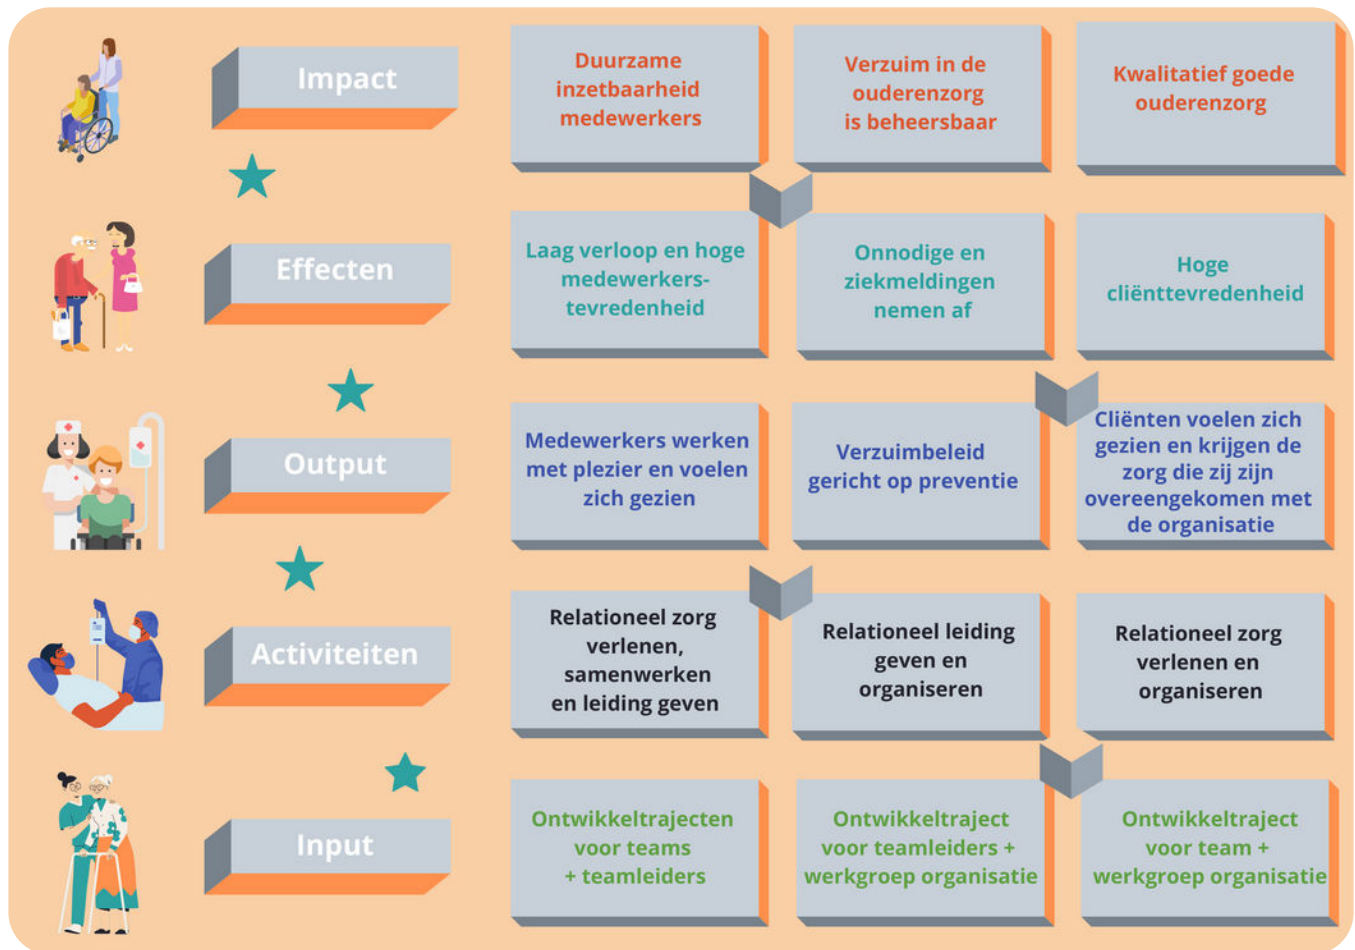 Impact
Duurzame
inzetbaarheid
medewerkers
Verzuim in de
ouderenzorg
is beheersbaar
Kwalitatief goede
ouderenzorg
Effecten
Laag verloop en hoge
medewerkers-
tevredenheid
Onnodige en
ziekmeldingen
nemen af
Hoge
cliënttevredenheid
Output
Medewerkers werken
met plezier en voelen
zich gezien
Verzuimbeleid
gericht op preventie
Cliënten voelen zich
gezien en krijgen de
zorg die zij zijn
overeengekomen met
de organisatie
Activiteiten
Relationeel zorg
verlenen,
samenwerken
en leiding geven
Relationeel leiding
geven en
organiseren
Relationeel zorg
verlenen en
organiseren
Input
Ontwikkeltrajecten
voor teams
+ teamleiders
Ontwikkeltraject
voor teamleiders +
werkgroep organisatie
Ontwikkeltraject
voor team +
werkgroep organisatie